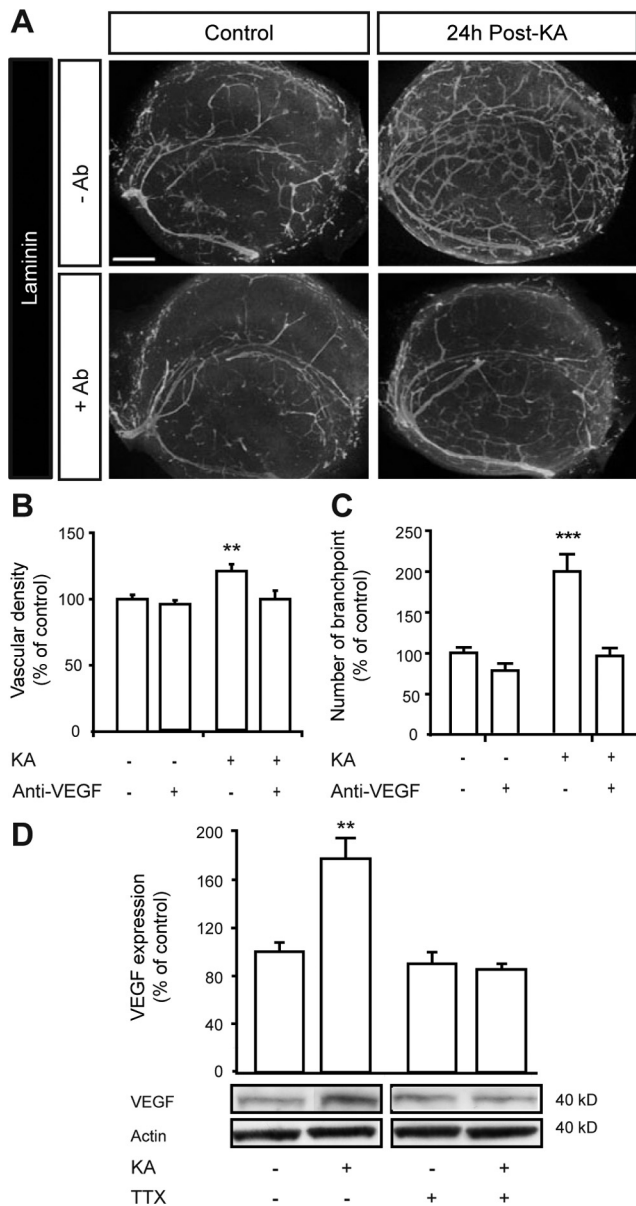 A
Control
24h Post-KA
Laminin
- Ab
+ Ab
B
Vascular density
(% of control)
150
100
50
0
**
KA - - + +
Anti-VEGF - + - +
C
Number of branchpoint
(% of control)
250
200
150
100
50
0
***
KA - - + +
Anti-VEGF - + - +
D
VEGF expression
(% of control)
200
160
120
80
40
0
**
VEGF 40 kD
Actin 40 kD
KA - + - +
TTX - - + +